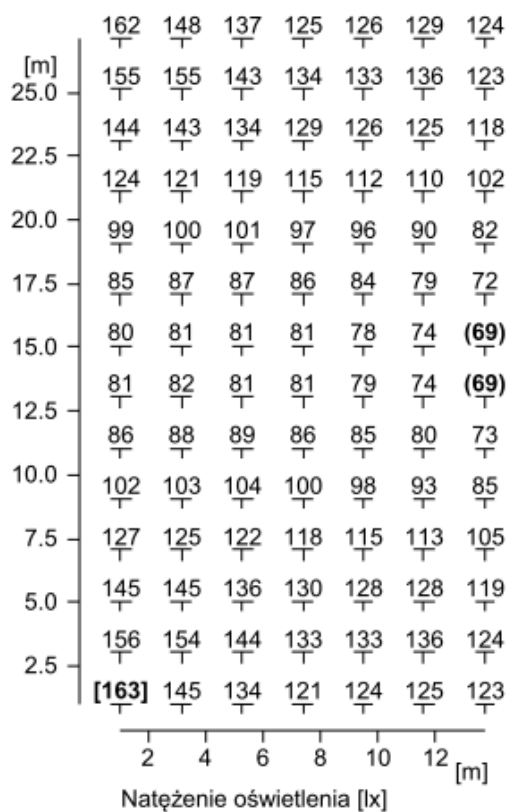 162 148 137 125 126 129 124
[m]
155 155 143 134 133 136 123
25.0
144 143 134 129 126 125 118
22.5
124 121 119 115 112 110 102
20.0
99 100 101 97 96 90 82
17.5
85 87 87 86 84 79 72
80 81 81 81 78 74 (69)
15.0
81 82 81 81 79 74 (69)
12.5
86 88 89 86 85 80 73
10.0
102 103 104 100 98 93 85
7.5
127 125 122 118 115 113 105
145 145 136 130 128 128 119
5.0
156 154 144 133 133 136 124
2.5
[163] 145 134 121 124 125 123
2 4 6 8 10 12 [m]
Natężenie oświetlenia [lx]